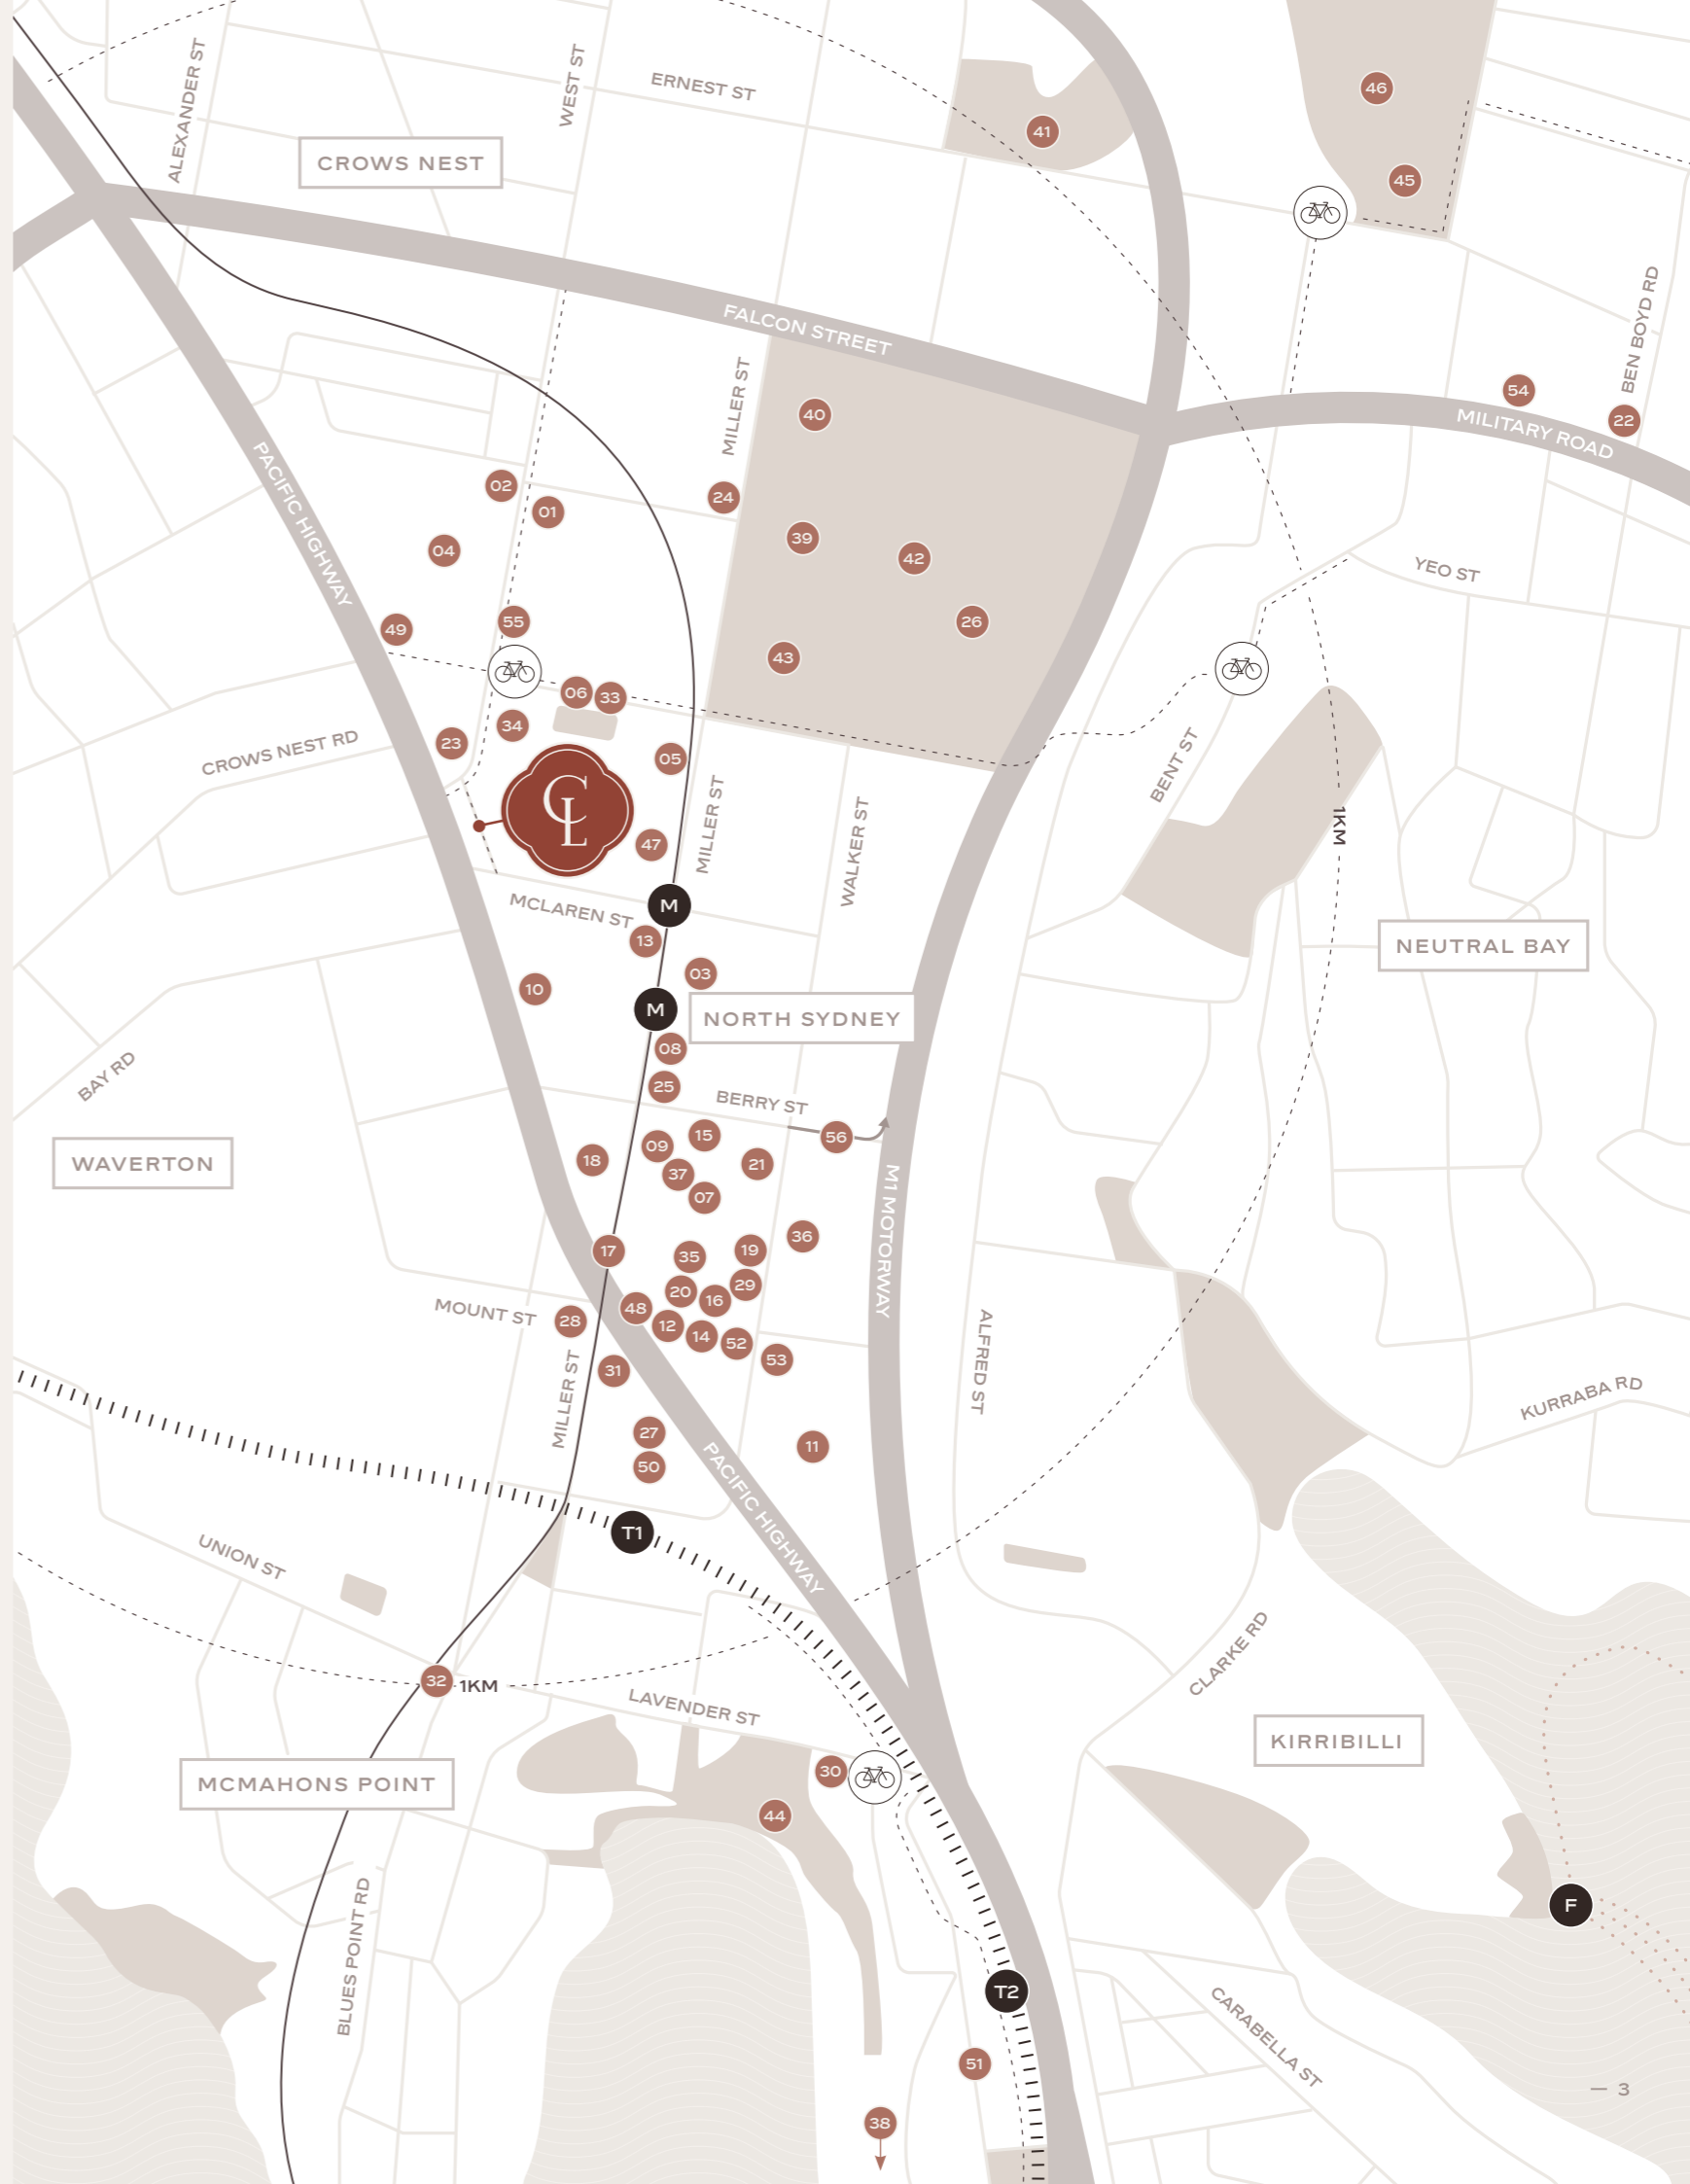 ALEXANDER ST
WEST ST
ERNEST ST
46
41
CROWS NEST
45
BEN BOYD RD
FALCON STREET
MILLER ST
54
40
22
MILITARY ROAD
PACIFIC HIGHWAY
02
24
01
39
04
42
YEO ST
55
26
49
43
06
33
34
23
CROWS NEST RD
05
BENT ST
CL
MILLER ST
WALKER ST
1KM
47
MCLAREN ST
M
13
NEUTRAL BAY
03
10
M
NORTH SYDNEY
08
BAY RD
25
BERRY ST
56
15
09
WAVERTON
18
21
37
07
M1 MOTORWAY
36
17
35
19
29
20
16
48
MOUNT ST
28
12
14
52
53
ALFRED ST
31
MILLER ST
KURRABA RD
27
11
50
PACIFIC HIGHWAY
T1
UNION ST
CLARKE RD
32
1KM
LAVENDER ST
KIRRIBILLI
30
MCMAHONS POINT
44
BLUES POINT RD
F
T2
CARABELLA ST
51
— 3
38